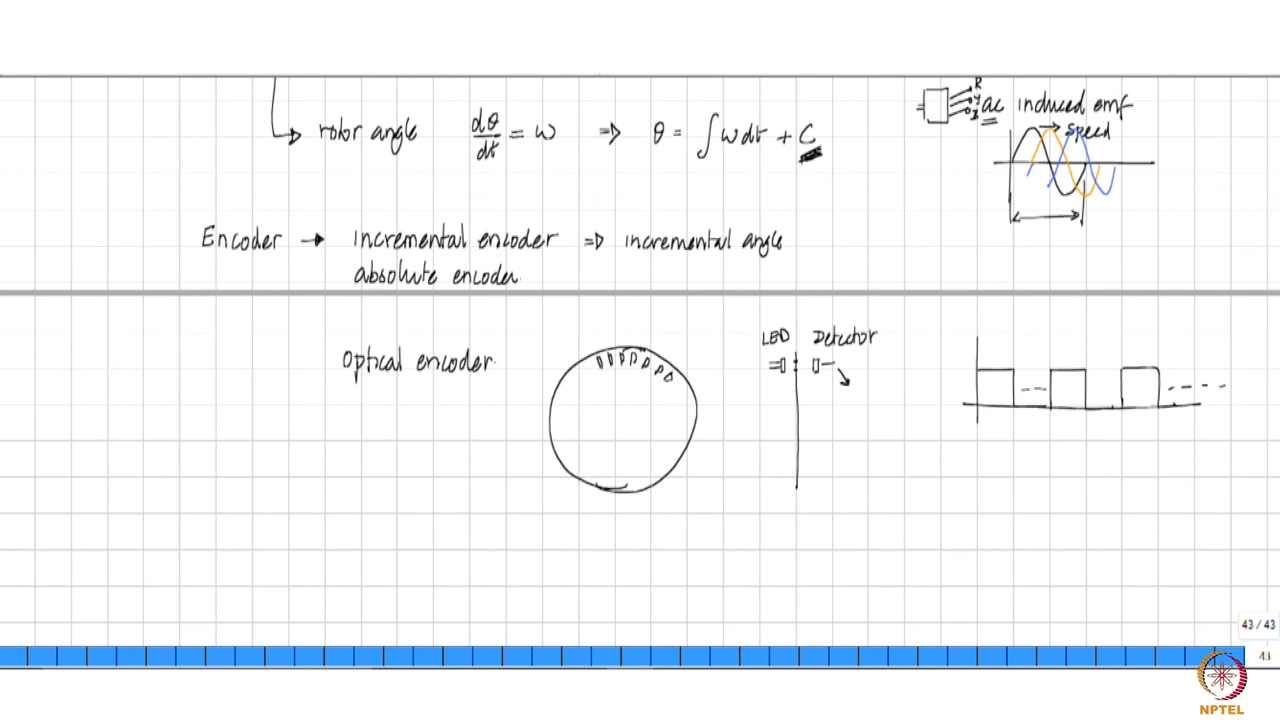 R
Y
B
ac induced emf
speed
rotor angle dθ/dt = ω ⇒ θ = ∫ωdt + C
Encoder → incremental encoder ⇒ incremental angle
absolute encoder
Optical encoder
LED Detector
43 / 43
43
NPTEL